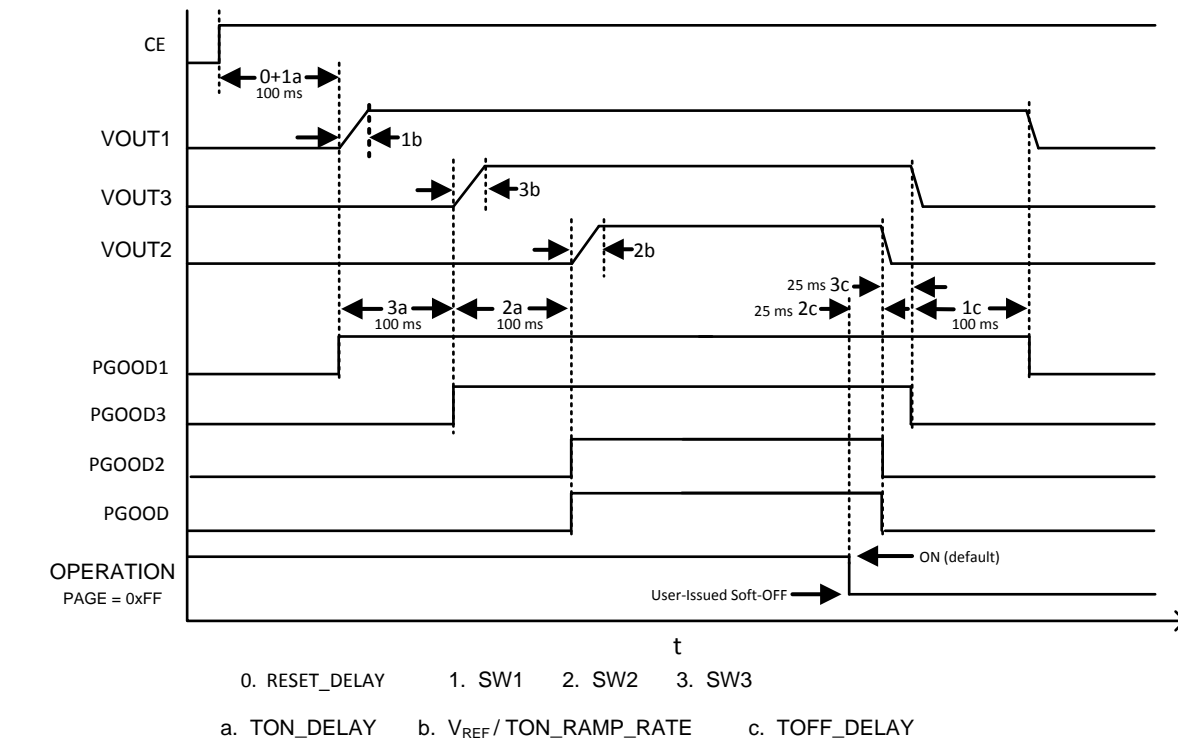 CE
0+1a
100 ms
VOUT1
1b
VOUT3
3b
VOUT2
2b
25 ms 3c
3a
100 ms
2a
100 ms
25 ms 2c
1c
100 ms
PGOOD1
PGOOD3
PGOOD2
PGOOD
OPERATION
PAGE = 0xFF
ON (default)
User-Issued Soft-OFF
t
0. RESET_DELAY 1. SW1 2. SW2 3. SW3
a. TON_DELAY b. VREF / TON_RAMP_RATE c. TOFF_DELAY